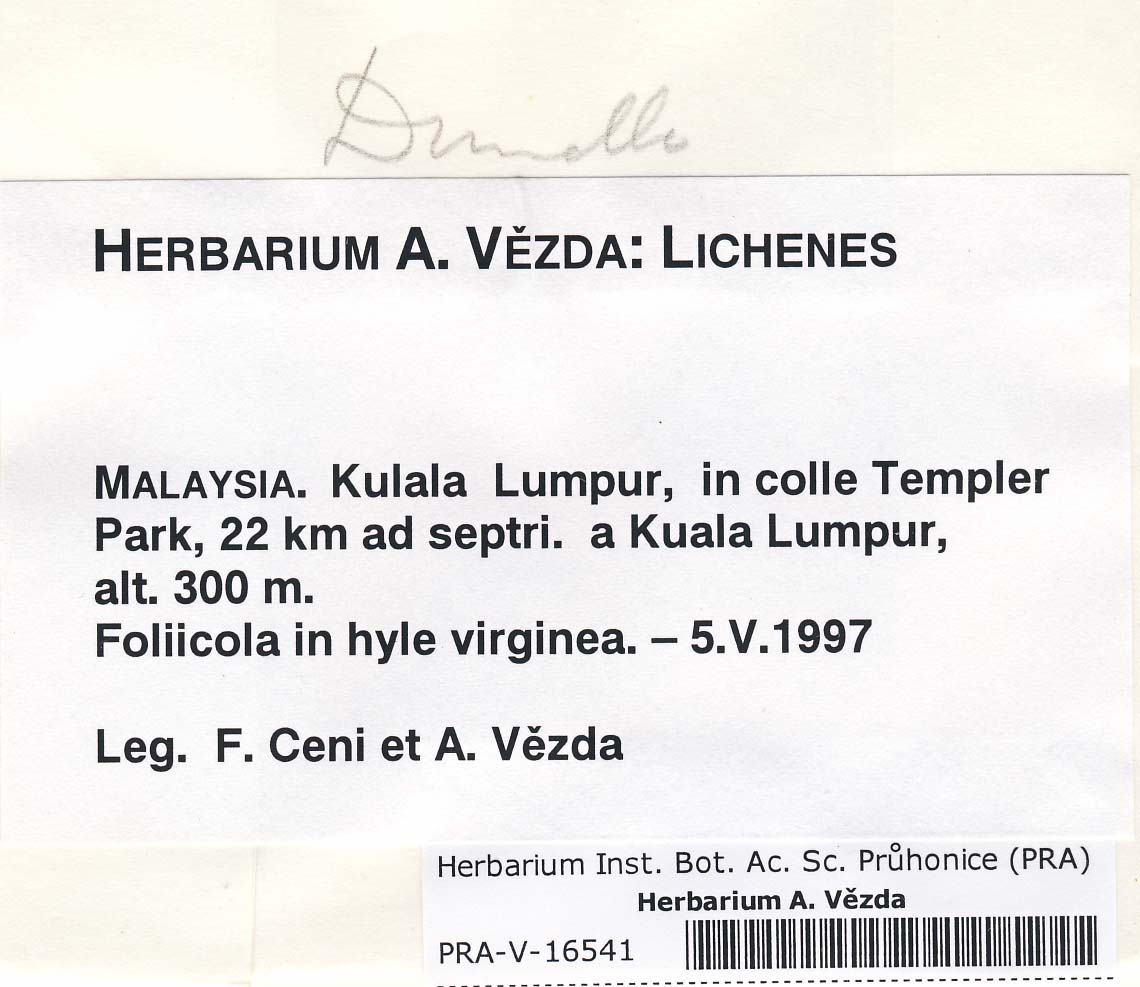 HERBARIUM A. VĚZDA: LICHENES
MALAYSIA. Kulala Lumpur, in colle Templer
Park, 22 km ad septri. a Kuala Lumpur,
alt. 300 m.
Foliicola in hyle virginea. – 5.V.1997
Leg. F. Ceni et A. Vězda
Herbarium Inst. Bot. Ac. Sc. Průhonice (PRA)
Herbarium A. Vězda
PRA-V-16541